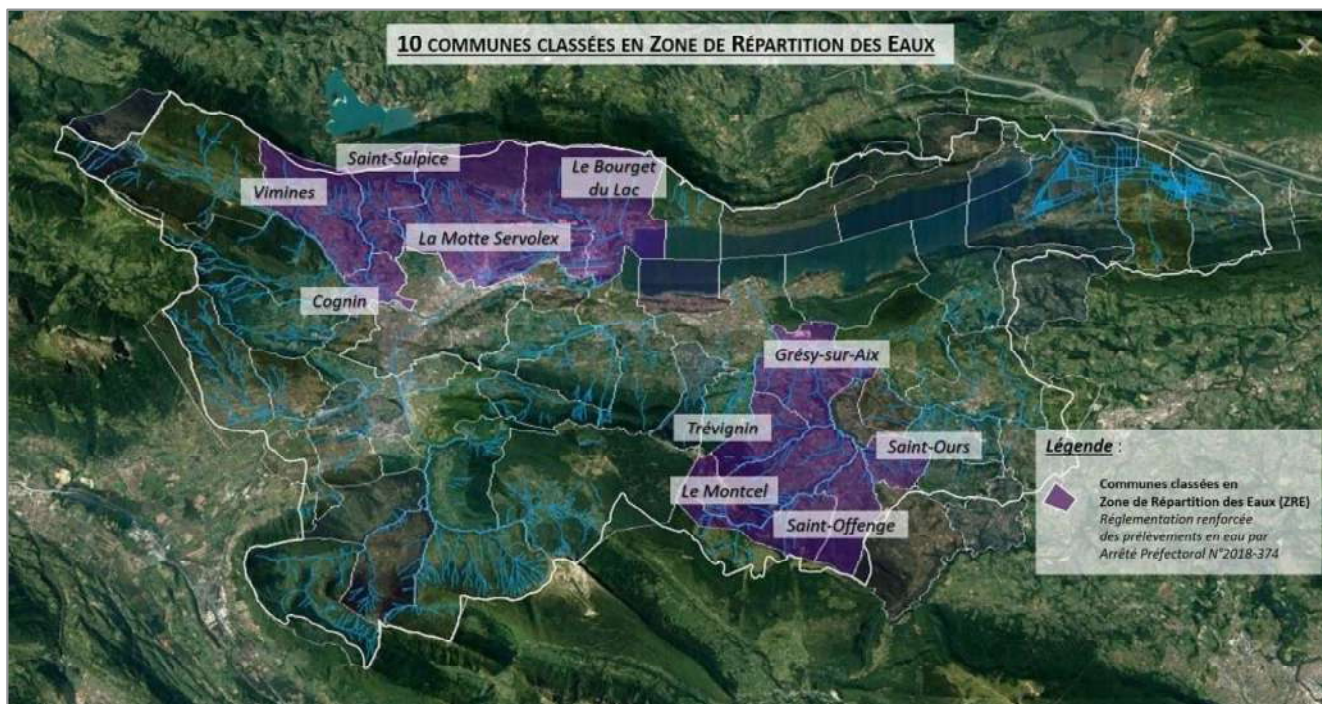 10 COMMUNES CLASSÉES EN ZONE DE RÉPARTITION DES EAUX
Saint-Sulpice
Le Bourget
du Lac
Vimines
La Motte Servolex
Cognin
Grésy-sur-Aix
Trévignin
Saint-Ours
Le Montcel
Saint-Offenge
Légende :
Communes classées en
Zone de Répartition des Eaux (ZRE)
Réglementation renforcée
des prélèvements en eau par
Arrêté Préfectoral N°2018-374